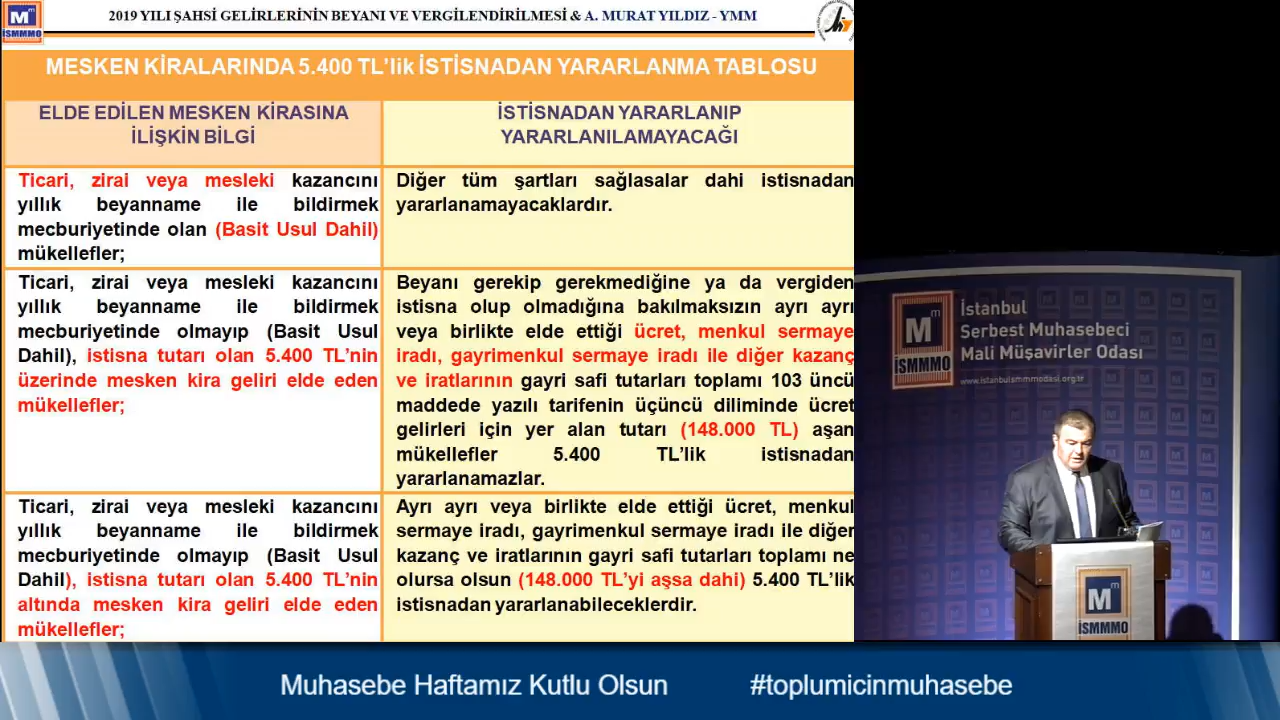 2019 YILI ŞAHSİ GELİRLERİNİN BEYANI VE VERGİLENDİRİLMESİ & A. MURAT YILDIZ - YMM
M
İSMMMO
MESKEN KİRALARINDA 5.400 TL’lik İSTİSNADAN YARARLANMA TABLOSU
ELDE EDİLEN MESKEN KİRASINA
İLİŞKİN BİLGİ
İSTİSNADAN YARARLANIP
YARARLANILAMAYACAĞI
Ticari, zirai veya mesleki kazancını
yıllık beyanname ile bildirmek
mecburiyetinde olan (Basit Usul Dahil)
mükellefler;
Diğer tüm şartları sağlasalar dahi istisnadan
yararlanamayacaklardır.
Ticari, zirai veya mesleki kazancını
yıllık beyanname ile bildirmek
mecburiyetinde olmayıp (Basit Usul
Dahil), istisna tutarı olan 5.400 TL’nin
üzerinde mesken kira geliri elde eden
mükellefler;
Beyanı gerekip gerekmediğine ya da vergiden
istisna olup olmadığına bakılmaksızın ayrı ayrı
veya birlikte elde ettiği ücret, menkul sermaye
iradı, gayrimenkul sermaye iradı ile diğer kazanç
ve iratlarının gayri safi tutarları toplamı 103 üncü
maddede yazılı tarifenin üçüncü diliminde ücret
gelirleri için yer alan tutarı (148.000 TL) aşan
mükellefler 5.400 TL’lik istisnadan
yararlanamazlar.
Ticari, zirai veya mesleki kazancını
yıllık beyanname ile bildirmek
mecburiyetinde olmayıp (Basit Usul
Dahil), istisna tutarı olan 5.400 TL’nin
altında mesken kira geliri elde eden
mükellefler;
Ayrı ayrı veya birlikte elde ettiği ücret, menkul
sermaye iradı, gayrimenkul sermaye iradı ile diğer
kazanç ve iratlarının gayri safi tutarları toplamı ne
olursa olsun (148.000 TL’yi aşsa dahi) 5.400 TL’lik
istisnadan yararlanabileceklerdir.
Mm
İSMMMO
İstanbul
Serbest Muhasebeci
Mali Müşavirler Odası
www.istanbulsmmmodasi.org.tr
M
İSMMMO
Muhasebe Haftamız Kutlu Olsun
#toplumicinmuhasebe